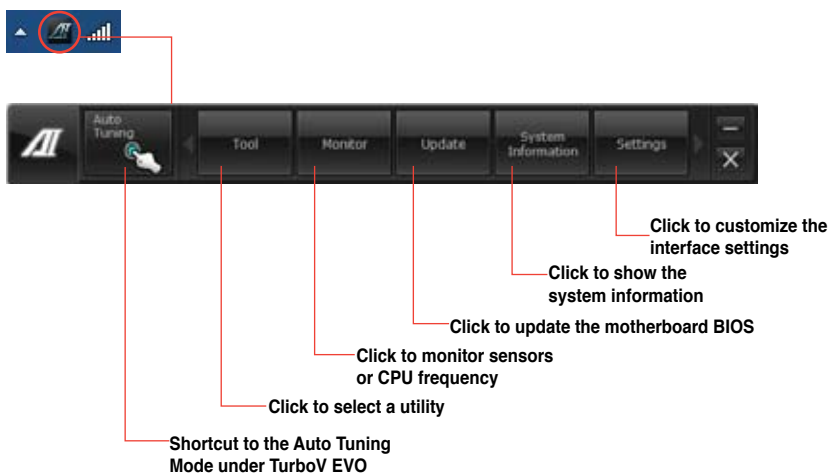 AI
AI
Auto
Tuning
Tool
Monitor
Update
System
Information
Settings
Click to customize the
interface settings
Click to show the
system information
Click to update the motherboard BIOS
Click to monitor sensors
or CPU frequency
Click to select a utility
Shortcut to the Auto Tuning
Mode under TurboV EVO